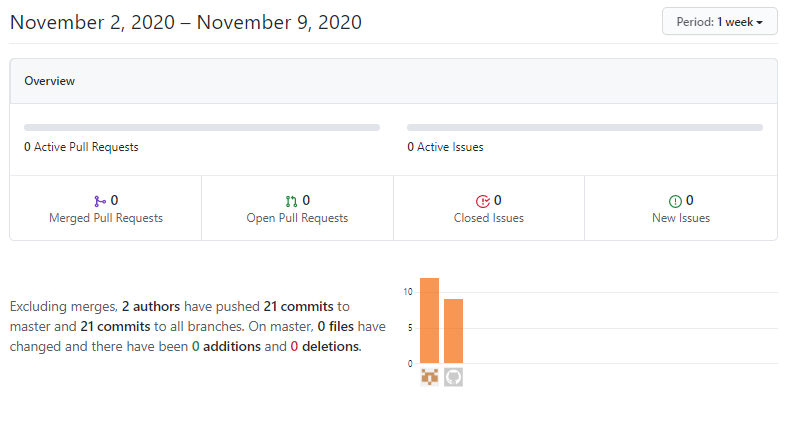 November 2, 2020 – November 9, 2020
Period: 1 week
Overview
0 Active Pull Requests
0 Active Issues
0
Merged Pull Requests
0
Open Pull Requests
0
Closed Issues
0
New Issues
Excluding merges, 2 authors have pushed 21 commits to
master and 21 commits to all branches. On master, 0 files have
changed and there have been 0 additions and 0 deletions.
10
5
0